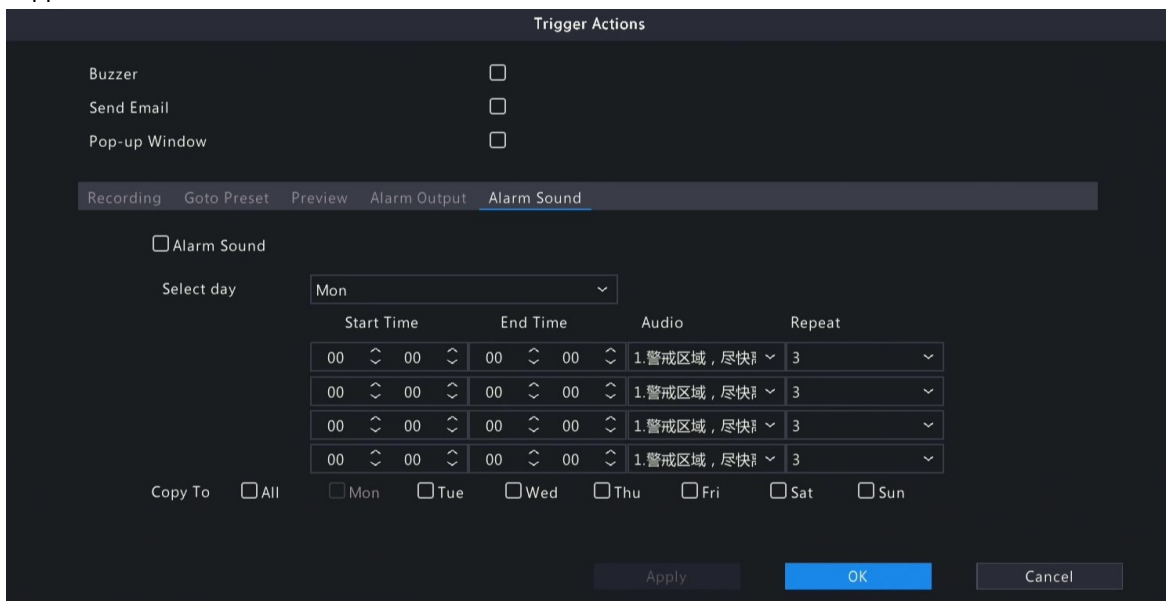 Trigger Actions
Buzzer
Send Email
Pop-up Window
Recording Goto Preset Preview Alarm Output Alarm Sound
Alarm Sound
Select day Mon
Start Time End Time Audio Repeat
00 00 00 00 1.警戒区域，尽快 3
00 00 00 00 1.警戒区域，尽快 3
00 00 00 00 1.警戒区域，尽快 3
00 00 00 00 1.警戒区域，尽快 3
Copy To All Mon Tue Wed Thu Fri Sat Sun
Apply OK Cancel